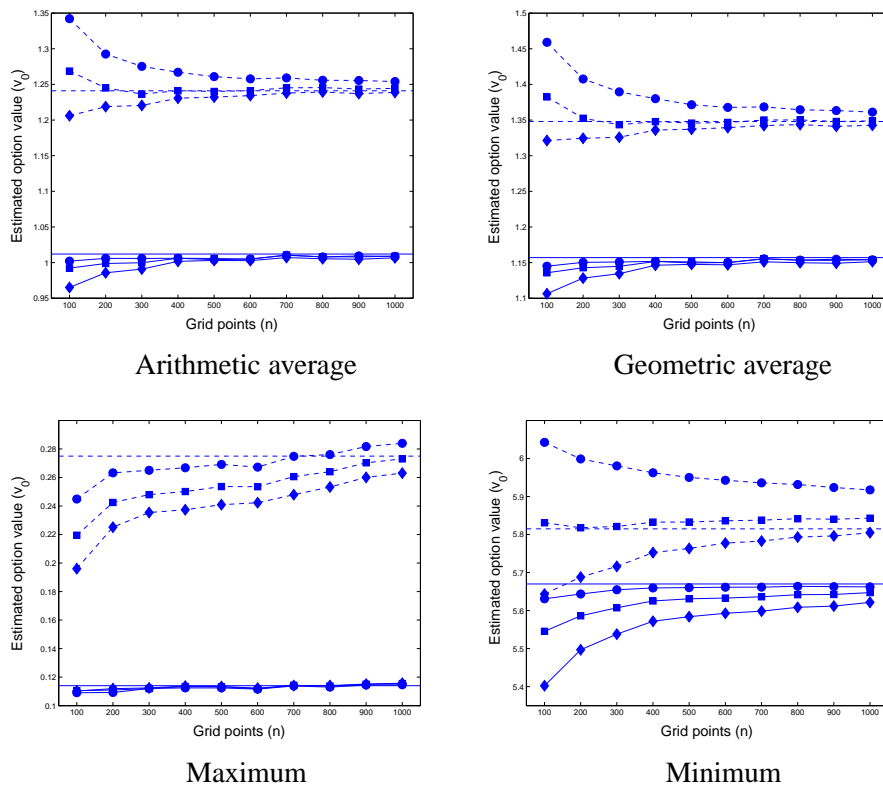 1.35
1.3
1.25
1.2
1.15
1.1
1.05
1
0.95
Estimated option value (v0)
100 200 300 400 500 600 700 800 900 1000
Grid points (n)
Arithmetic average
1.5
1.45
1.4
1.35
1.3
1.25
1.2
1.15
1.1
Estimated option value (v0)
100 200 300 400 500 600 700 800 900 1000
Grid points (n)
Geometric average
0.28
0.26
0.24
0.22
0.2
0.18
0.16
0.14
0.12
0.1
Estimated option value (v0)
100 200 300 400 500 600 700 800 900 1000
Grid points (n)
Maximum
6
5.9
5.8
5.7
5.6
5.5
5.4
Estimated option value (v0)
100 200 300 400 500 600 700 800 900 1000
Grid points (n)
Minimum